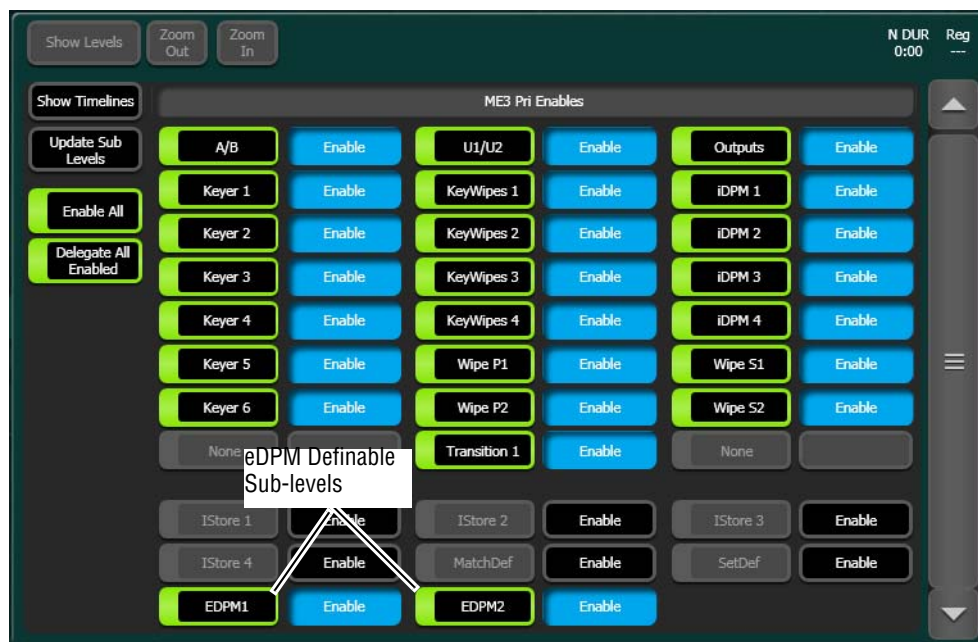 Show Levels
Zoom Out
Zoom In
N DUR
0:00
Reg
---
Show Timelines
ME3 Pri Enables
Update Sub Levels
Enable All
Delegate All Enabled
A/B Enable U1/U2 Enable Outputs Enable
Keyer 1 Enable KeyWipes 1 Enable iDPM 1 Enable
Keyer 2 Enable KeyWipes 2 Enable iDPM 2 Enable
Keyer 3 Enable KeyWipes 3 Enable iDPM 3 Enable
Keyer 4 Enable KeyWipes 4 Enable iDPM 4 Enable
Keyer 5 Enable Wipe P1 Enable Wipe S1 Enable
Keyer 6 Enable Wipe P2 Enable Wipe S2 Enable
None Transition 1 Enable None
eDPM Definable
Sub-levels
IStore 1 Enable IStore 2 Enable IStore 3 Enable
IStore 4 Enable MatchDef Enable SetDef Enable
EDPM1 Enable EDPM2 Enable